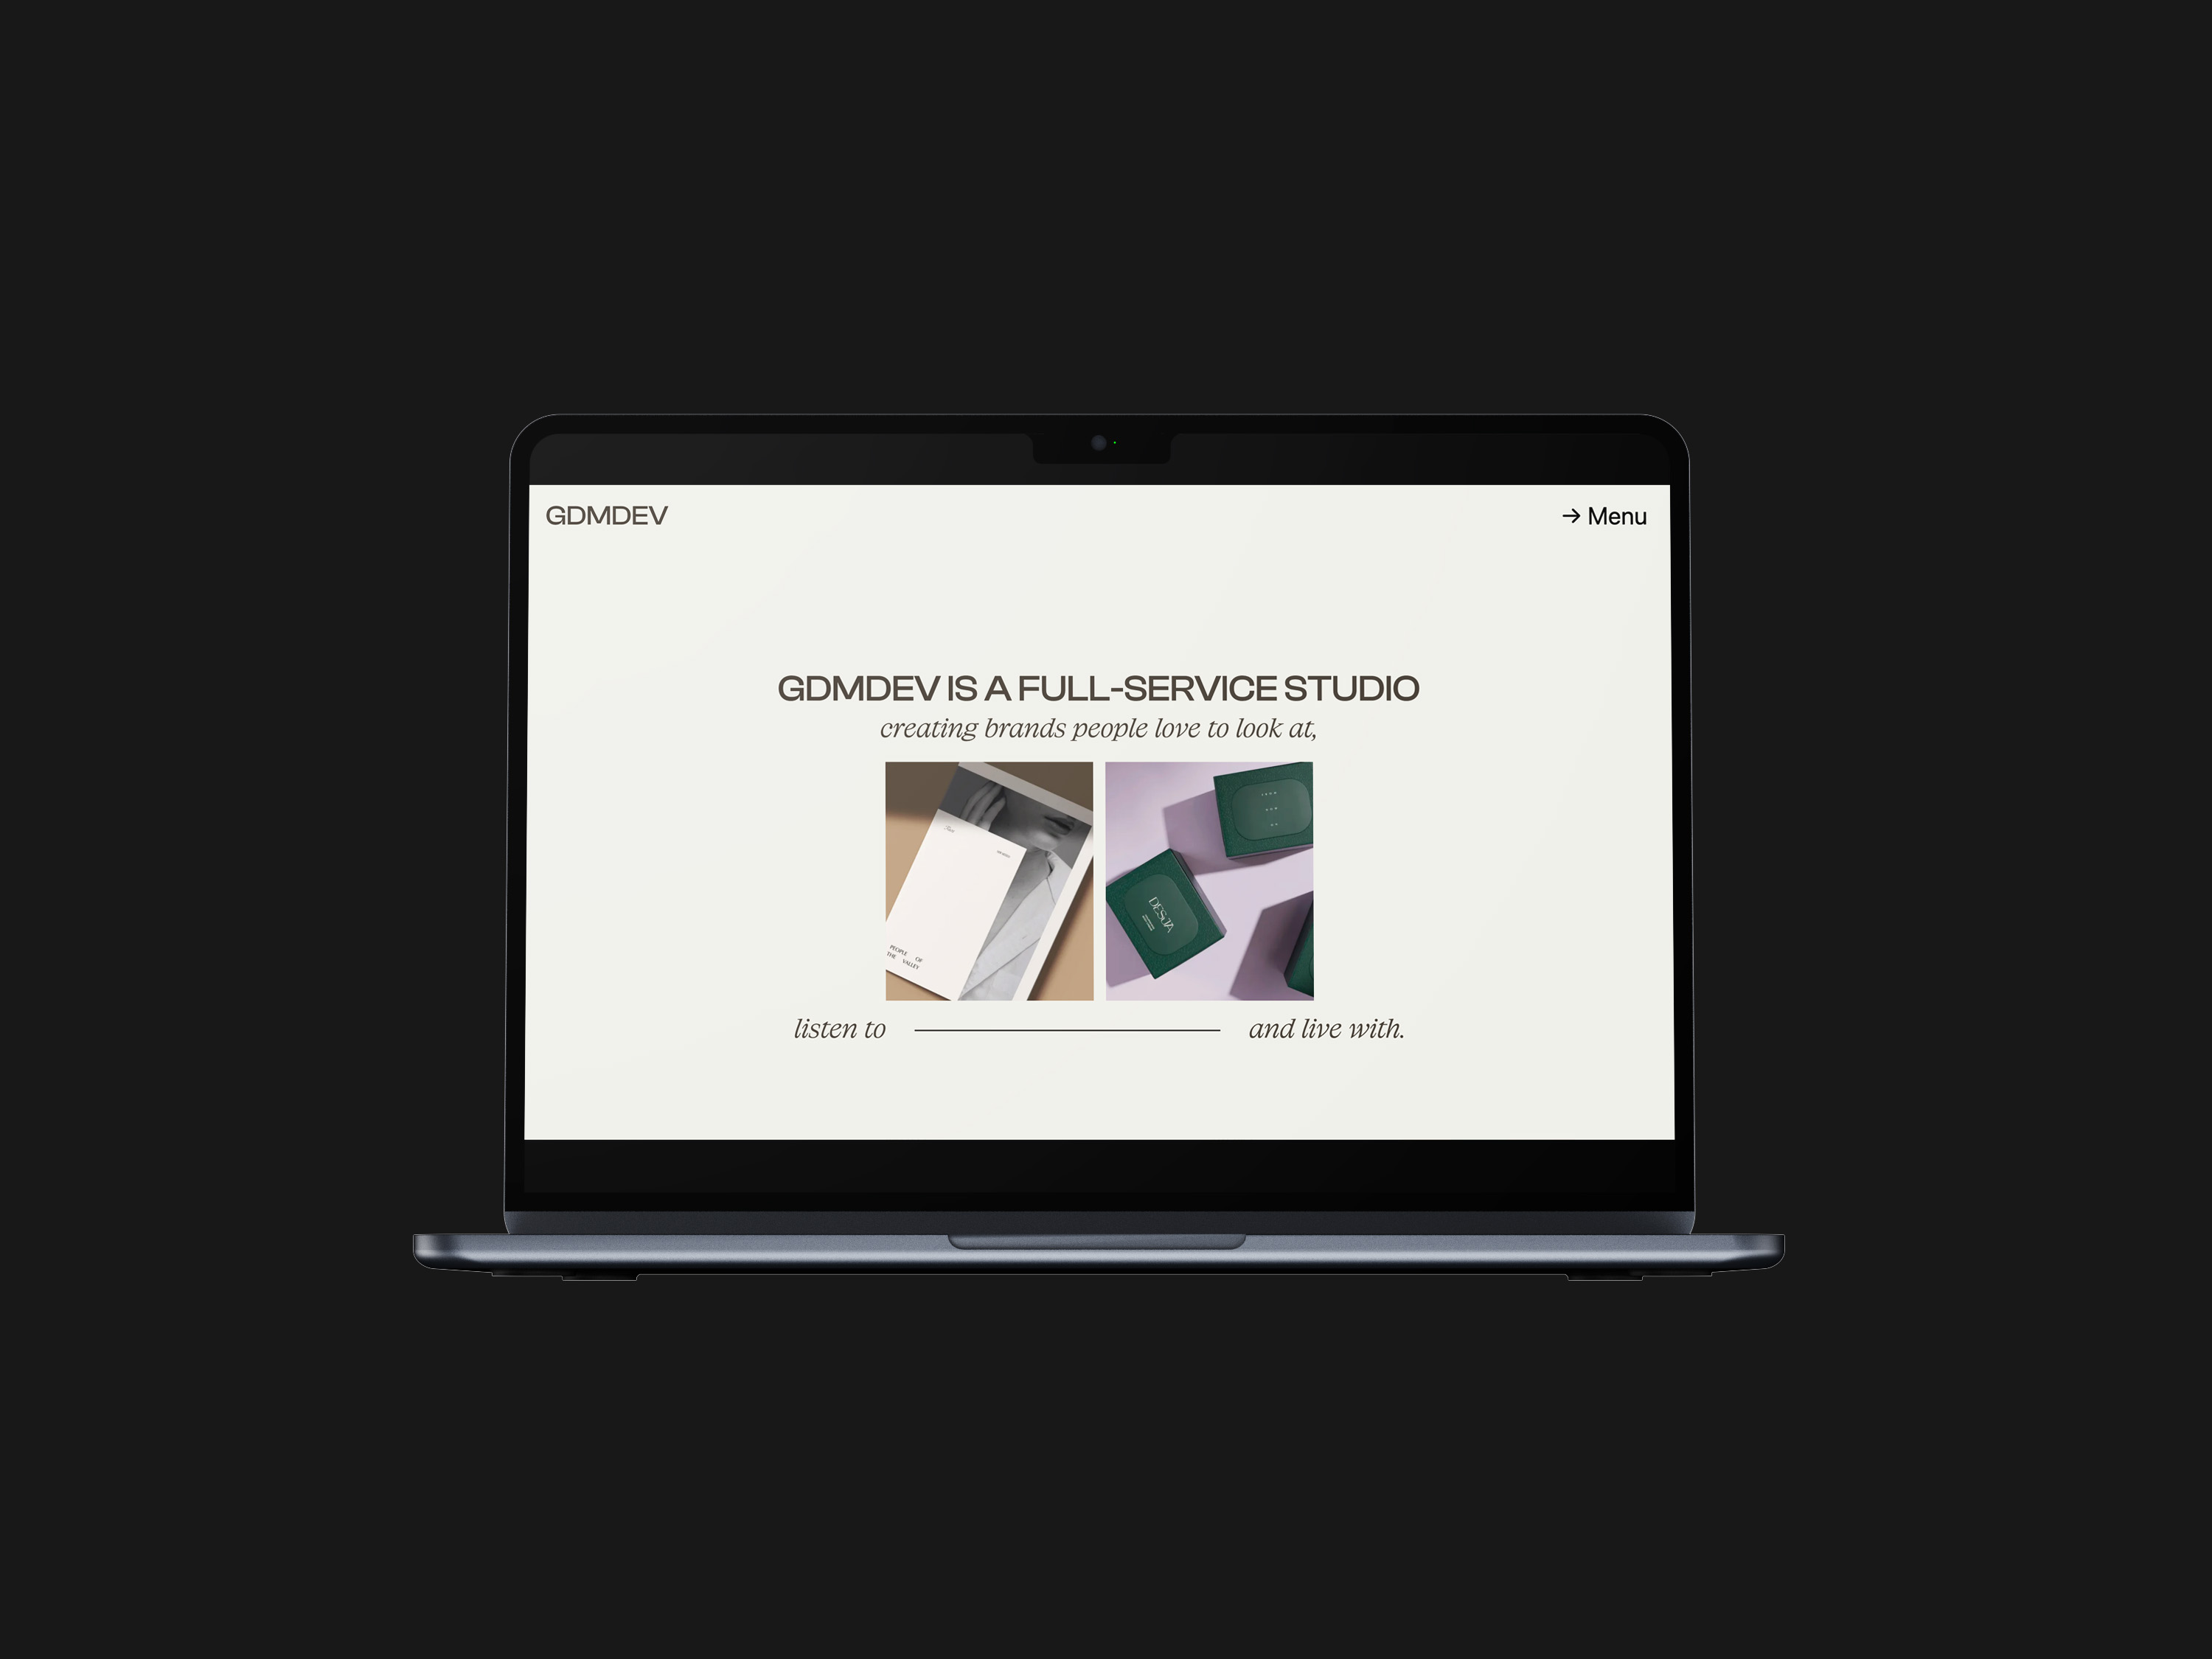 GDMDEV
→ Menu
GDMDEV IS A FULL-SERVICE STUDIO
creating brands people love to look at,
PEOPLE OF
THE VALLEY
listen to
and live with.